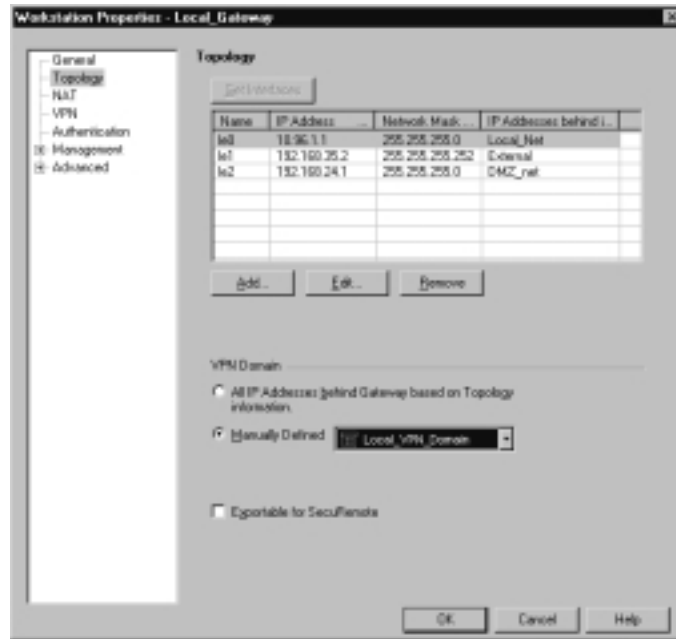 Workstation Properties - Local_Gateway
General
Topology
NAT
VPN
Authentication
Management
Advanced
Topology
Get Interfaces
Name IP Address ... Network Mask ... IP Addresses behind i...
le0 10.96.1.1 255.255.255.0 Local_Net
le1 192.168.35.2 255.255.255.252 External
le2 192.168.24.1 255.255.255.0 DMZ_net
Add... Edit... Remove
VPN Domain
All IP Addresses behind Gateway based on Topology
information.
Manually Defined Local_VPN_Domain
Exportable for SecuRemote
OK Cancel Help